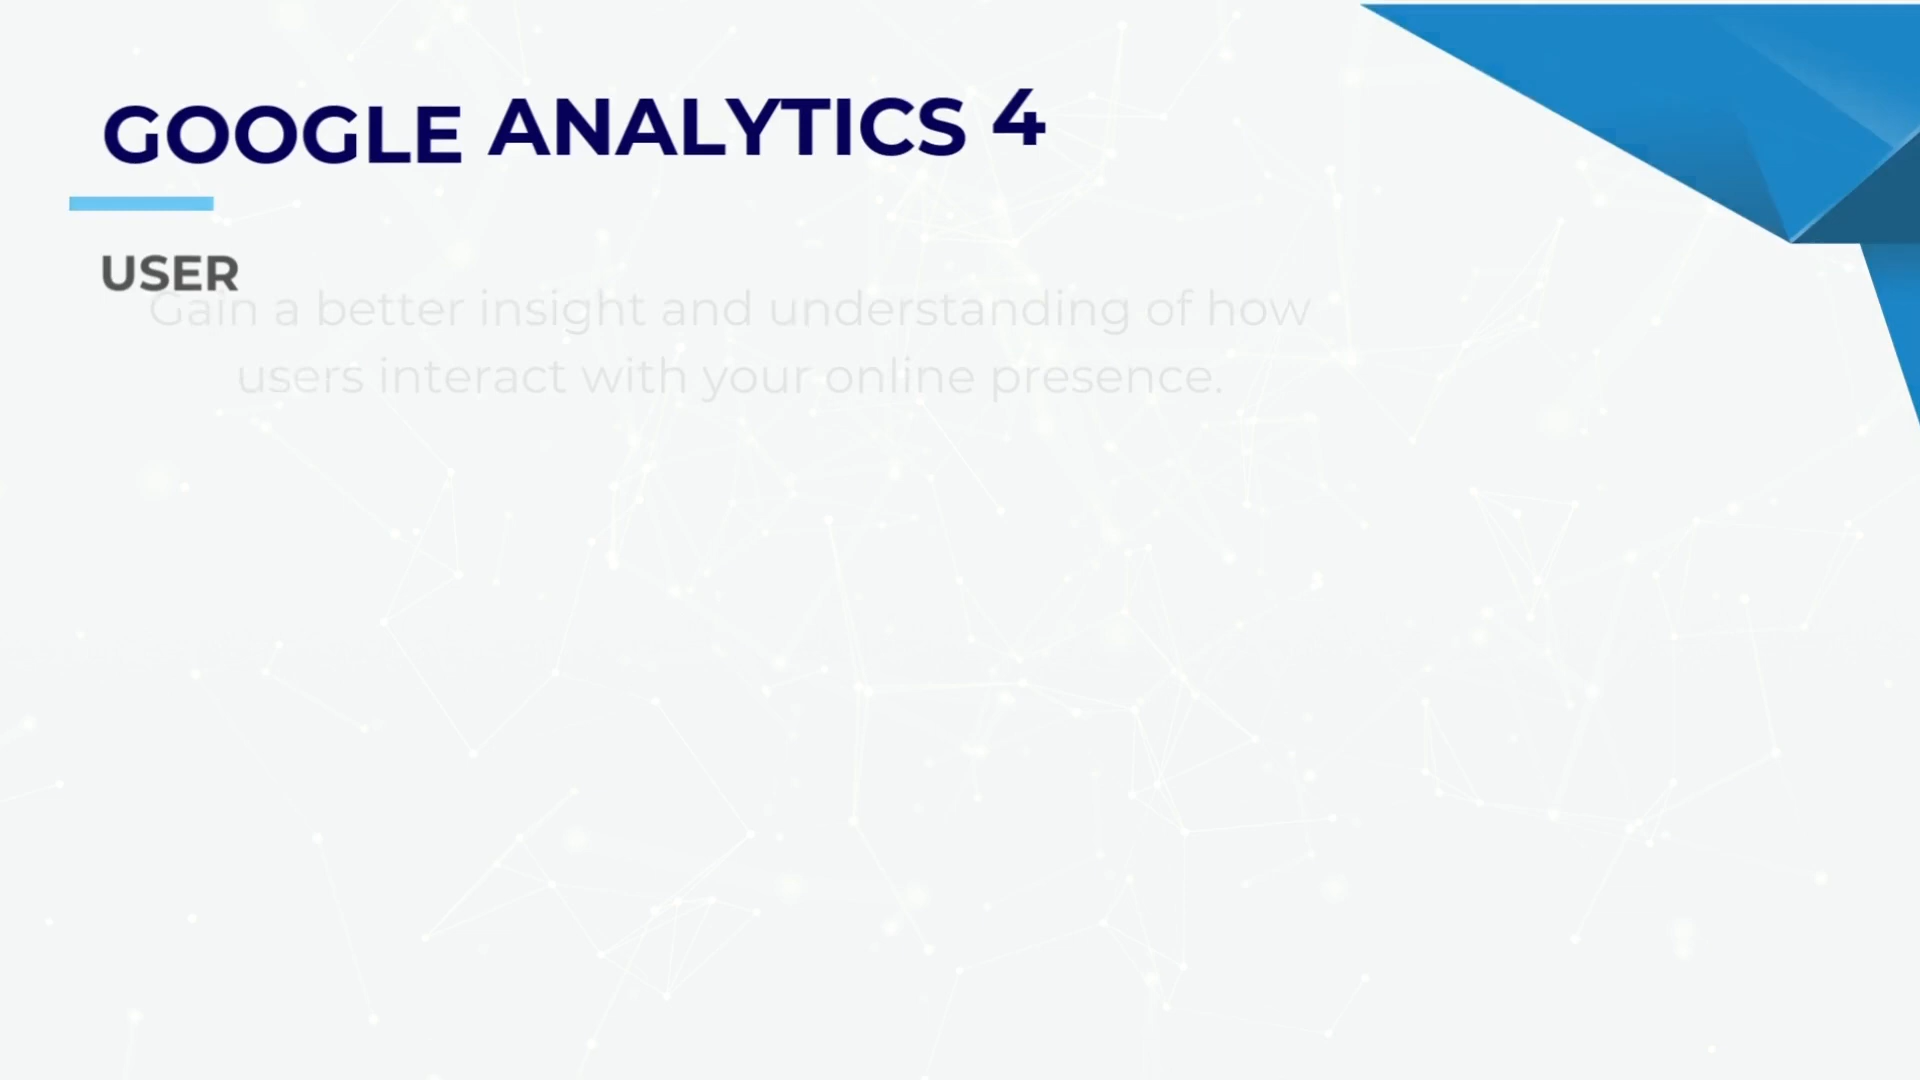 GOOGLE ANALYTICS 4
USER
Gain a better insight and understanding of how
users interact with your online presence.